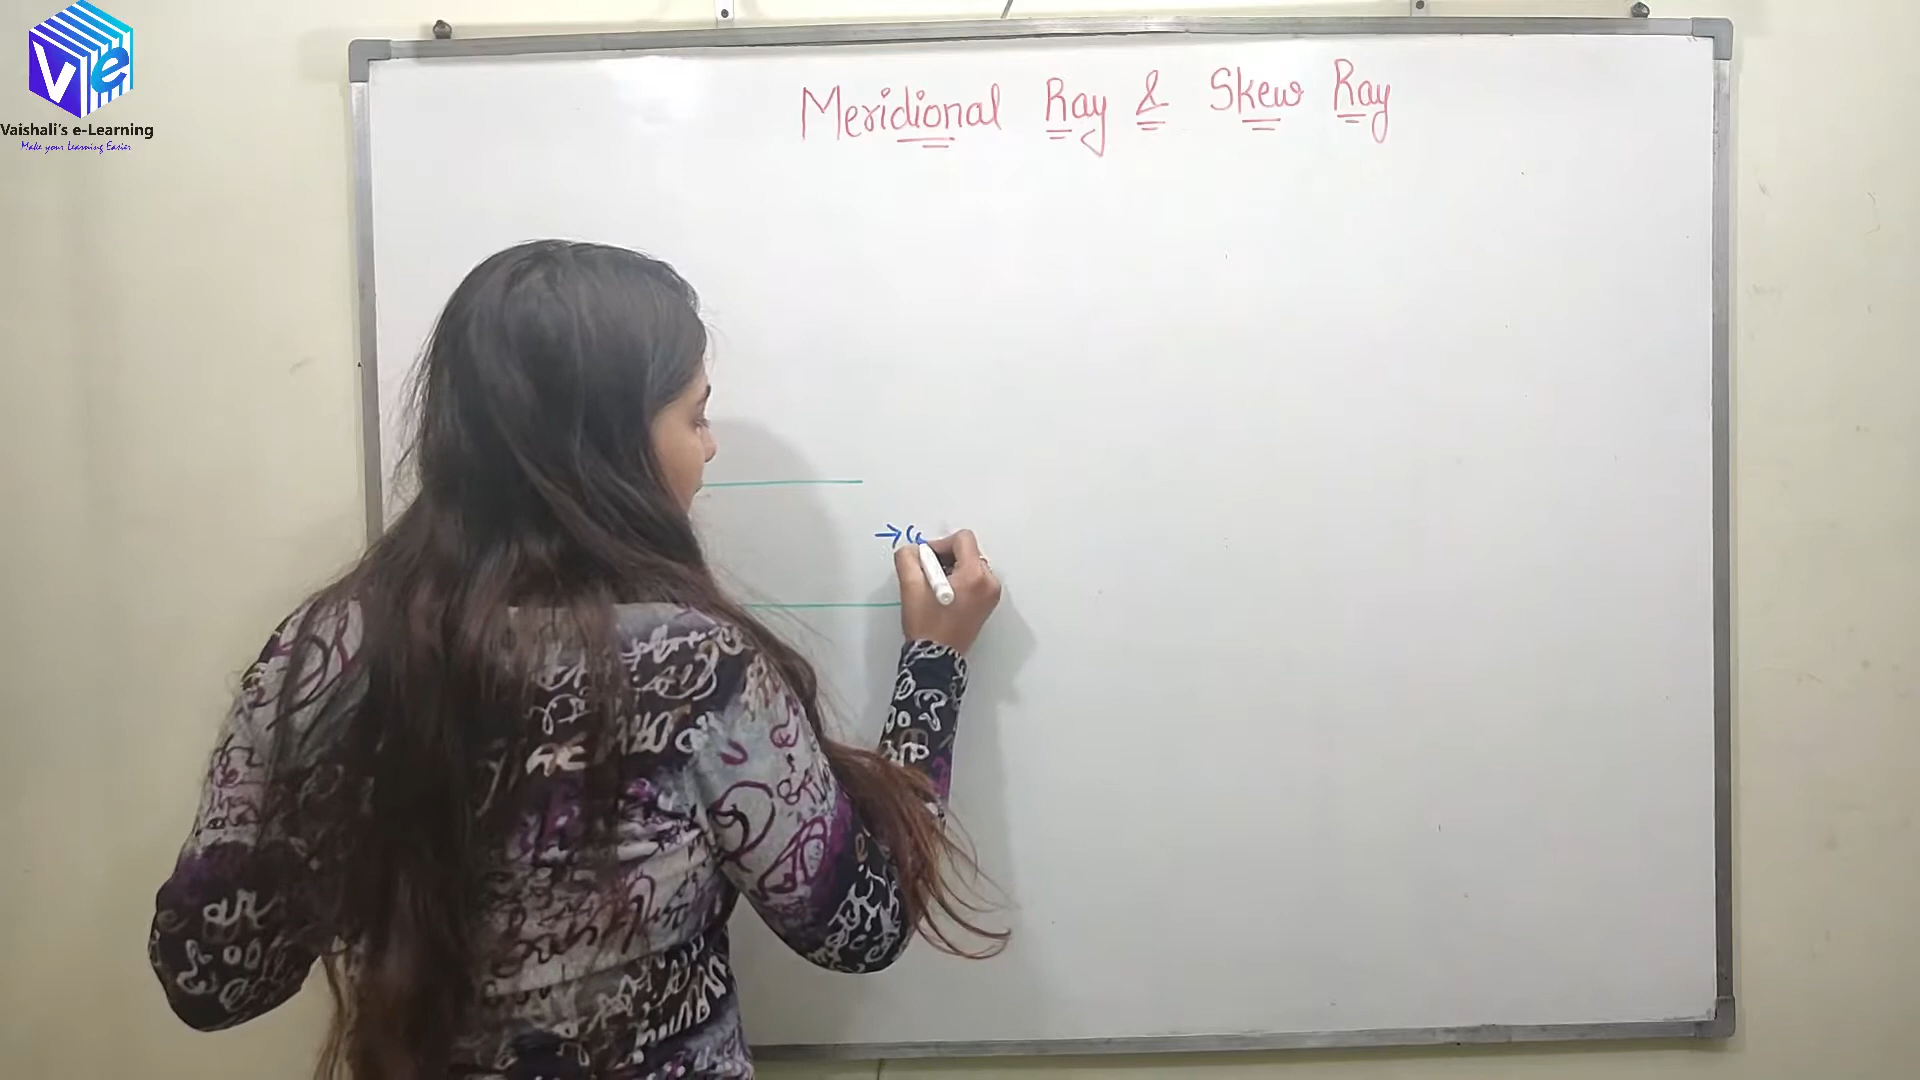 Vaishali's e-Learning
Make your Learning Easier
Meridional Ray & Skew Ray